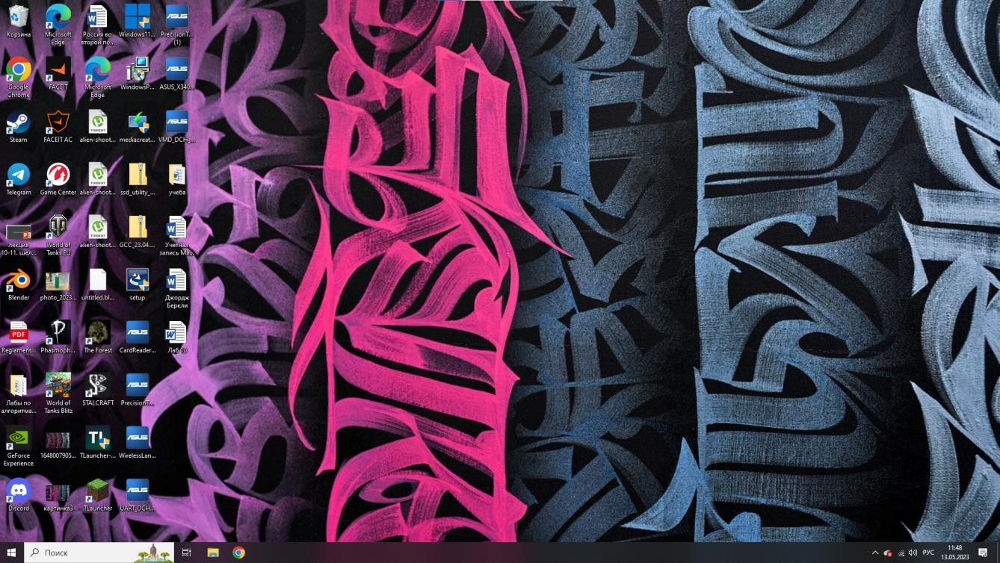 Корзина
Microsoft
Edge
Россия во
второй по...
Windows11...
PrecisionT...
(1)
Google
Chrome
FACEIT
Microsoft
Edge
WindowsP...
ASUS_X340...
Steam
FACEIT AC
alien-shoot...
mediacreat...
VMD_DCH_...
Telegram
Game Center
alien-shoot...
ssd_utility_...
учеба
лекция
10-11. шел...
World of
Tanks EU
alien-shoot...
GCC_23.04....
Учетная
запись Ma...
Blender
photo_2023...
untitled.bl...
setup
Джордж
Беркли
Reglament...
Phasmoph...
The Forest
CardReader...
Лаб 10
Лабы по
алгоритма...
World of
Tanks Blitz
STALCRAFT
PrecisionT...
GeForce
Experience
1648007905...
TLauncher-...
WirelessLan...
Discord
картинка3
TLauncher
UART_DCH...
Поиск
РУС
11:48
13.05.2023